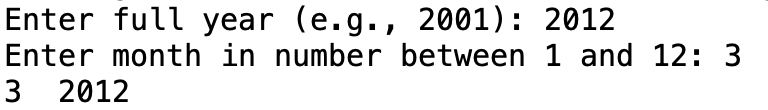 Enter full year (e.g., 2001): 2012
Enter month in number between 1 and 12: 3
3  2012